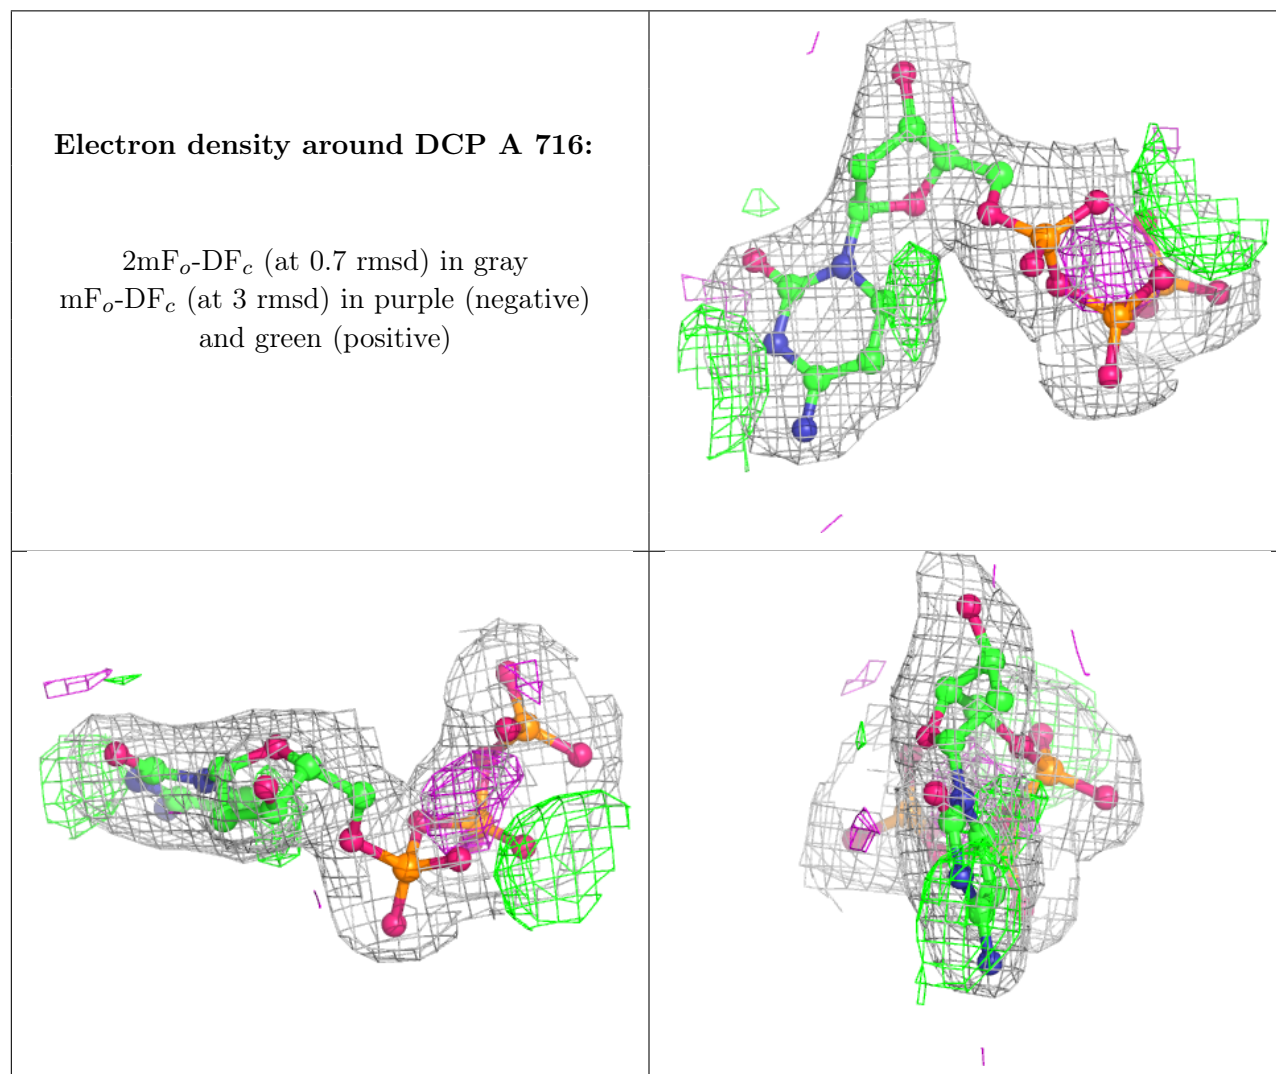 Electron density around DCP A 716:
2mFo-DFc (at 0.7 rmsd) in gray
mFo-DFc (at 3 rmsd) in purple (negative)
and green (positive)